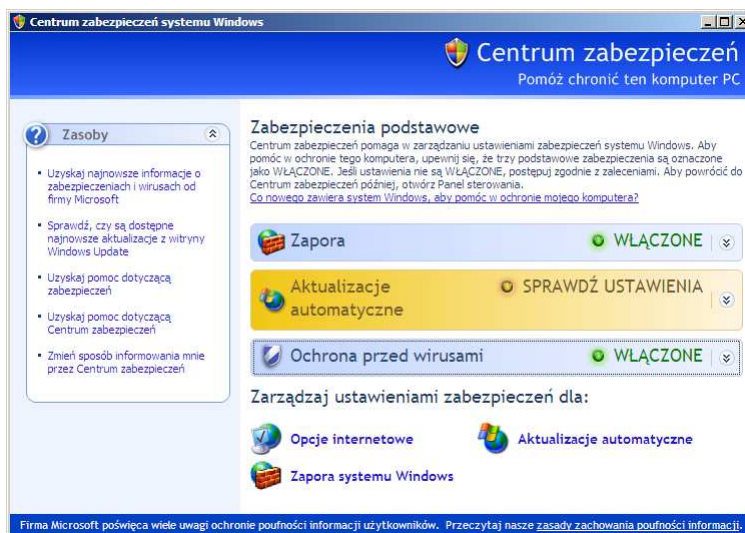 Centrum zabezpieczeń systemu Windows
Centrum zabezpieczeń
Pomóż chronić ten komputer PC
Zasoby
Uzyskaj najnowsze informacje o
zabezpieczeniach i wirusach od
firmy Microsoft
Sprawdź, czy są dostępne
najnowsze aktualizacje z witryny
Windows Update
Uzyskaj pomoc dotyczącą
zabezpieczeń
Uzyskaj pomoc dotyczącą
Centrum zabezpieczeń
Zmień sposób informowania mnie
przez Centrum zabezpieczeń
Zabezpieczenia podstawowe
Centrum zabezpieczeń pomaga w zarządzaniu ustawieniami zabezpieczeń systemu Windows. Aby
pomóc w ochronie tego komputera, upewnij się, że trzy podstawowe zabezpieczenia są oznaczone
jako WŁĄCZONE. Jeśli ustawienia nie są WŁĄCZONE, postępuj zgodnie z zaleceniami. Aby powrócić do
Centrum zabezpieczeń później, otwórz Panel sterowania.
Co nowego zawiera system Windows, aby pomóc w ochronie mojego komputera?
Zapora WŁĄCZONE
Aktualizacje SPRAWDŹ USTAWIENIA
automatyczne
Ochrona przed wirusami WŁĄCZONE
Zarządzaj ustawieniami zabezpieczeń dla:
Opcje internetowe Aktualizacje automatyczne
Zapora systemu Windows
Firma Microsoft poświęca wiele uwagi ochronie poufności informacji użytkowników. Przeczytaj nasze zasady zachowania poufności informacji.